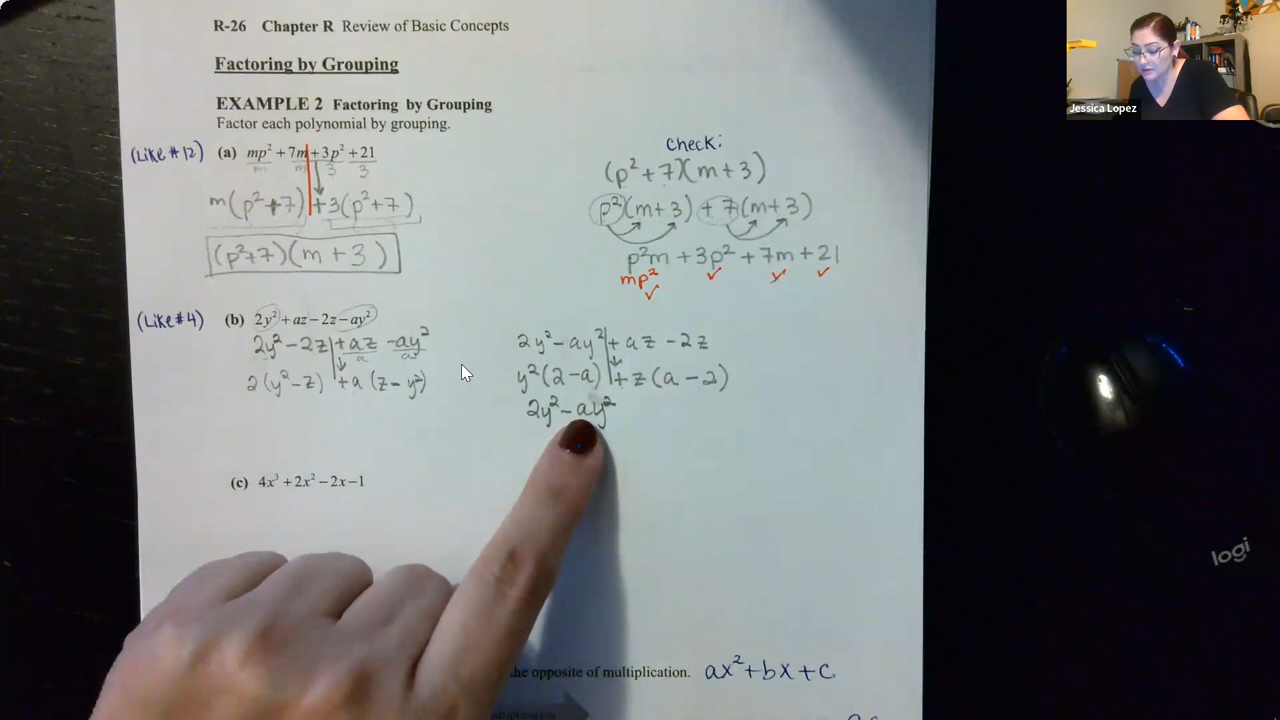 R-26 Chapter R Review of Basic Concepts
Factoring by Grouping
EXAMPLE 2 Factoring by Grouping
Factor each polynomial by grouping.
(Like #12) (a) mp² + 7m + 3p² + 21
m m 3 3
m(p² + 7) + 3(p² + 7)
(p² + 7)(m + 3)
Check:
(p² + 7)(m + 3)
p²(m + 3) + 7(m + 3)
p²m + 3p² + 7m + 21
mp²
(Like #4) (b) 2y² + az − 2z − ay²
2y² − 2z + az − ay²
a a
2(y² − z) + a(z − y²)
2y² − ay² + az − 2z
y²(2 − a) + z(a − 2)
2y² − ay²
(c) 4x³ + 2x² − 2x − 1
the opposite of multiplication. ax² + bx + c
Jessica Lopez
logi